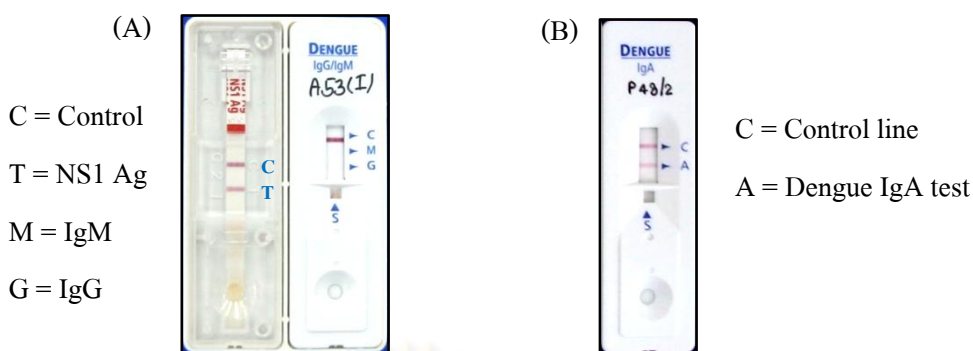 (A)
C = Control
T = NS1 Ag
M = IgM
G = IgG
NS1 Ag
C
T
DENGUE
IgG/IgM
A53(I)
C
M
G
S
(B)
DENGUE
IgA
P48/2
C
A
S
C = Control line
A = Dengue IgA test